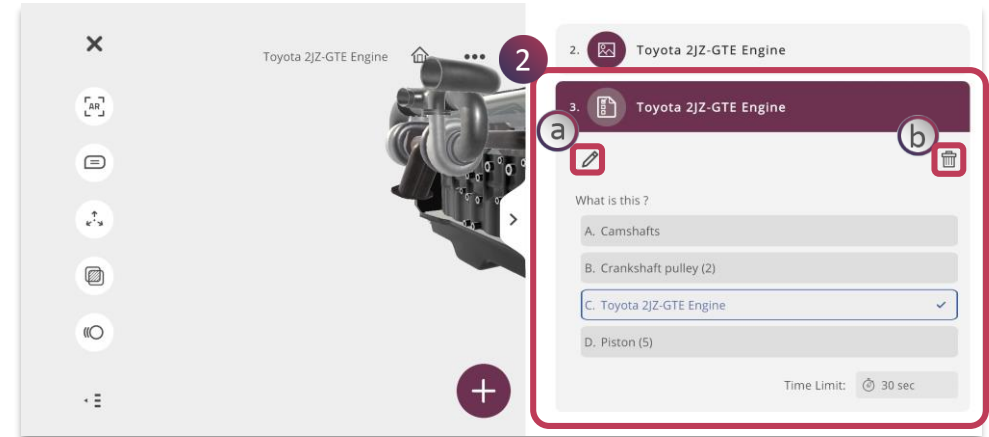 Toyota 2JZ-GTE Engine
AR
2
2. Toyota 2JZ-GTE Engine
3. Toyota 2JZ-GTE Engine
a
b
What is this ?
A. Camshafts
B. Crankshaft pulley (2)
C. Toyota 2JZ-GTE Engine
D. Piston (5)
Time Limit: 30 sec